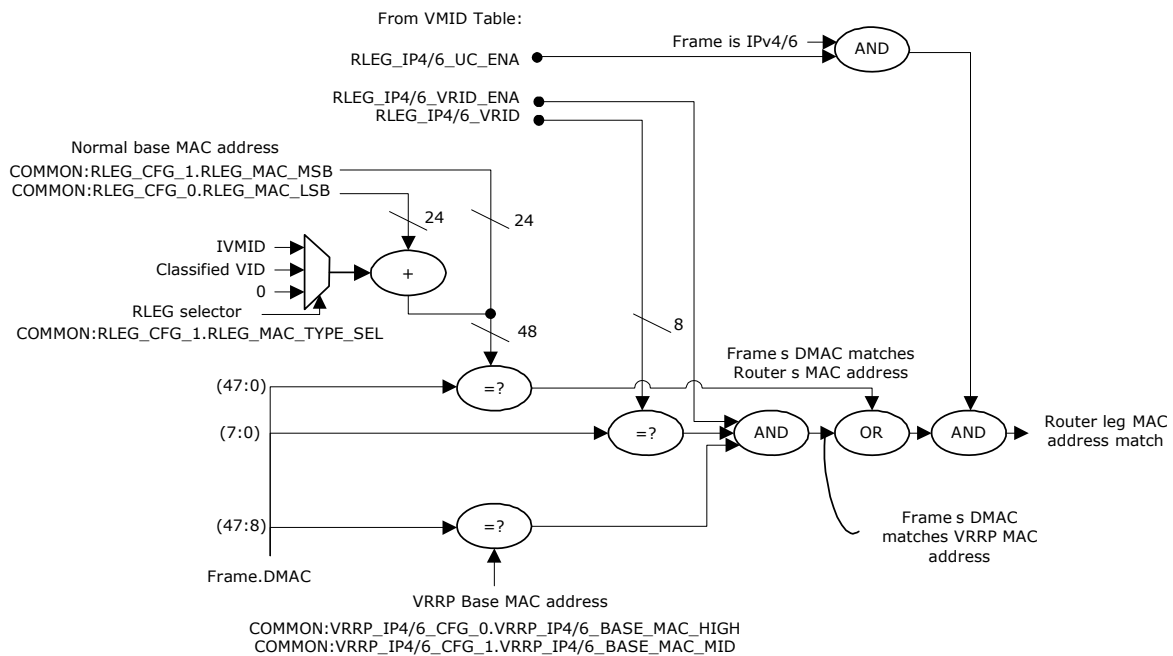 From VMID Table:
Frame is IPv4/6
AND
RLEG_IP4/6_UC_ENA
RLEG_IP4/6_VRID_ENA
RLEG_IP4/6_VRID
Normal base MAC address
COMMON:RLEG_CFG_1.RLEG_MAC_MSB
COMMON:RLEG_CFG_0.RLEG_MAC_LSB
24
24
IVMID
Classified VID
0
+
RLEG selector
COMMON:RLEG_CFG_1.RLEG_MAC_TYPE_SEL
48
8
Frame s DMAC matches
Router s MAC address
(47:0)
=?
(7:0)
=?
AND
OR
AND
Router leg MAC
address match
(47:8)
=?
Frame s DMAC
matches VRRP MAC
address
Frame.DMAC
VRRP Base MAC address
COMMON:VRRP_IP4/6_CFG_0.VRRP_IP4/6_BASE_MAC_HIGH
COMMON:VRRP_IP4/6_CFG_1.VRRP_IP4/6_BASE_MAC_MID